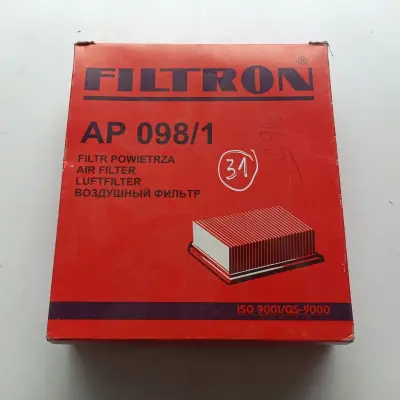 FILTRON®
AP 098/1
FILTR POWIETRZA
AIR FILTER
LUFTFILTER
ВОЗДУШНЫЙ ФИЛЬТР
31
ISO 9001/QS-9000